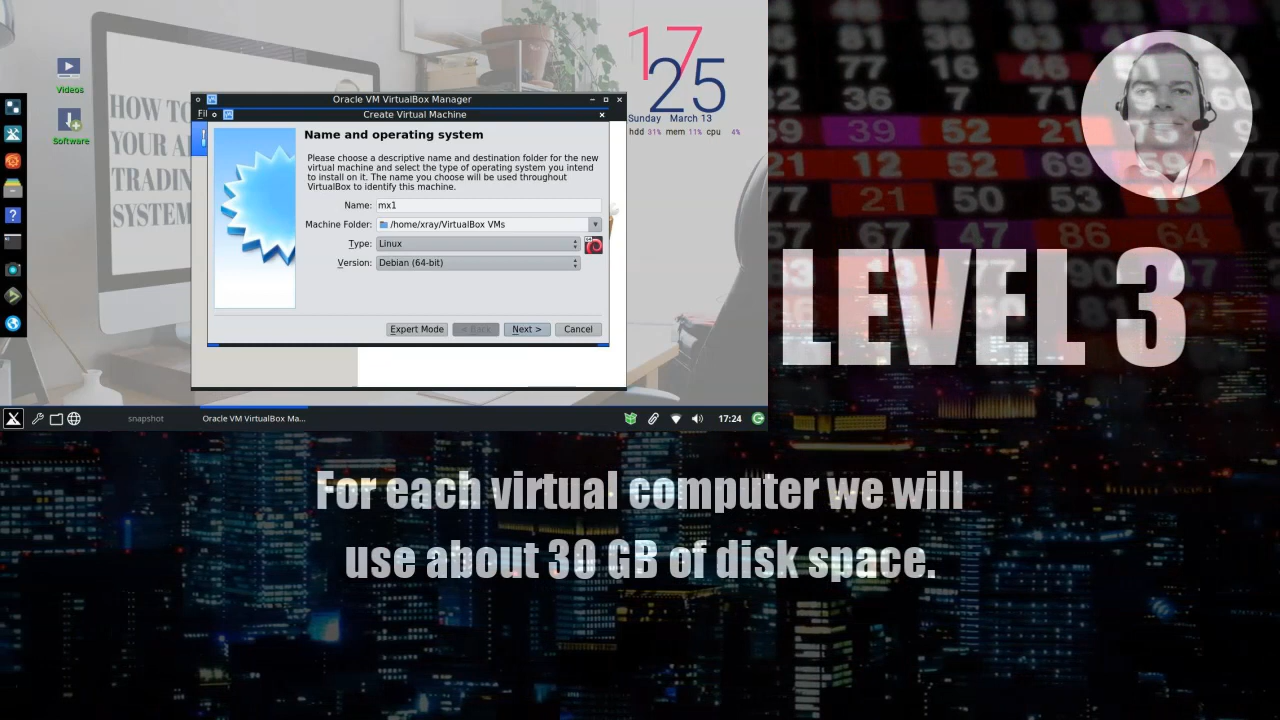 HOW TO
YOUR A
TRADIN
SYSTEM
Videos
Software
17
25
Sunday March 13
hdd 31% mem 11% cpu 4%
Oracle VM VirtualBox Manager
Fil
Create Virtual Machine
Name and operating system
Please choose a descriptive name and destination folder for the new
virtual machine and select the type of operating system you intend
to install on it. The name you choose will be used throughout
VirtualBox to identify this machine.
Name: mx1
Machine Folder: /home/xray/VirtualBox VMs
Type: Linux
Version: Debian (64-bit)
Expert Mode < Back Next > Cancel
snapshot Oracle VM VirtualBox Ma... 17:24
LEVEL 3
For each virtual computer we will
use about 30 GB of disk space.